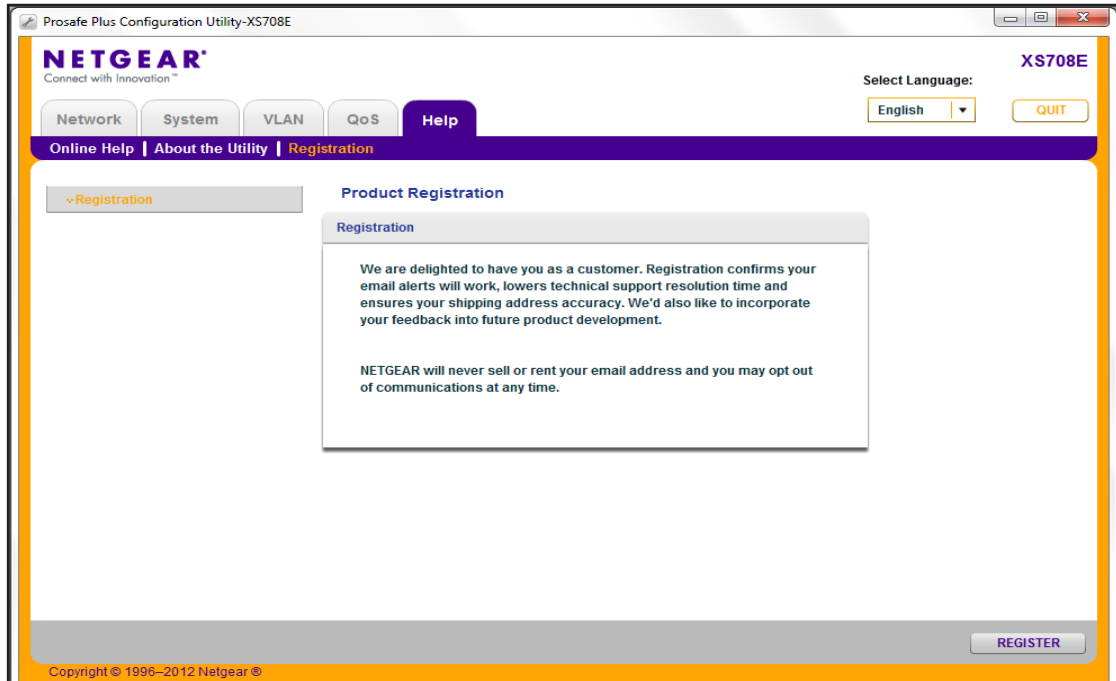 Prosafe Plus Configuration Utility-XS708E
NETGEAR®
Connect with Innovation™
XS708E
Select Language:
English
QUIT
Network
System
VLAN
QoS
Help
Online Help | About the Utility | Registration
Registration
Product Registration
Registration
We are delighted to have you as a customer. Registration confirms your
email alerts will work, lowers technical support resolution time and
ensures your shipping address accuracy. We'd also like to incorporate
your feedback into future product development.
NETGEAR will never sell or rent your email address and you may opt out
of communications at any time.
REGISTER
Copyright © 1996–2012 Netgear ®